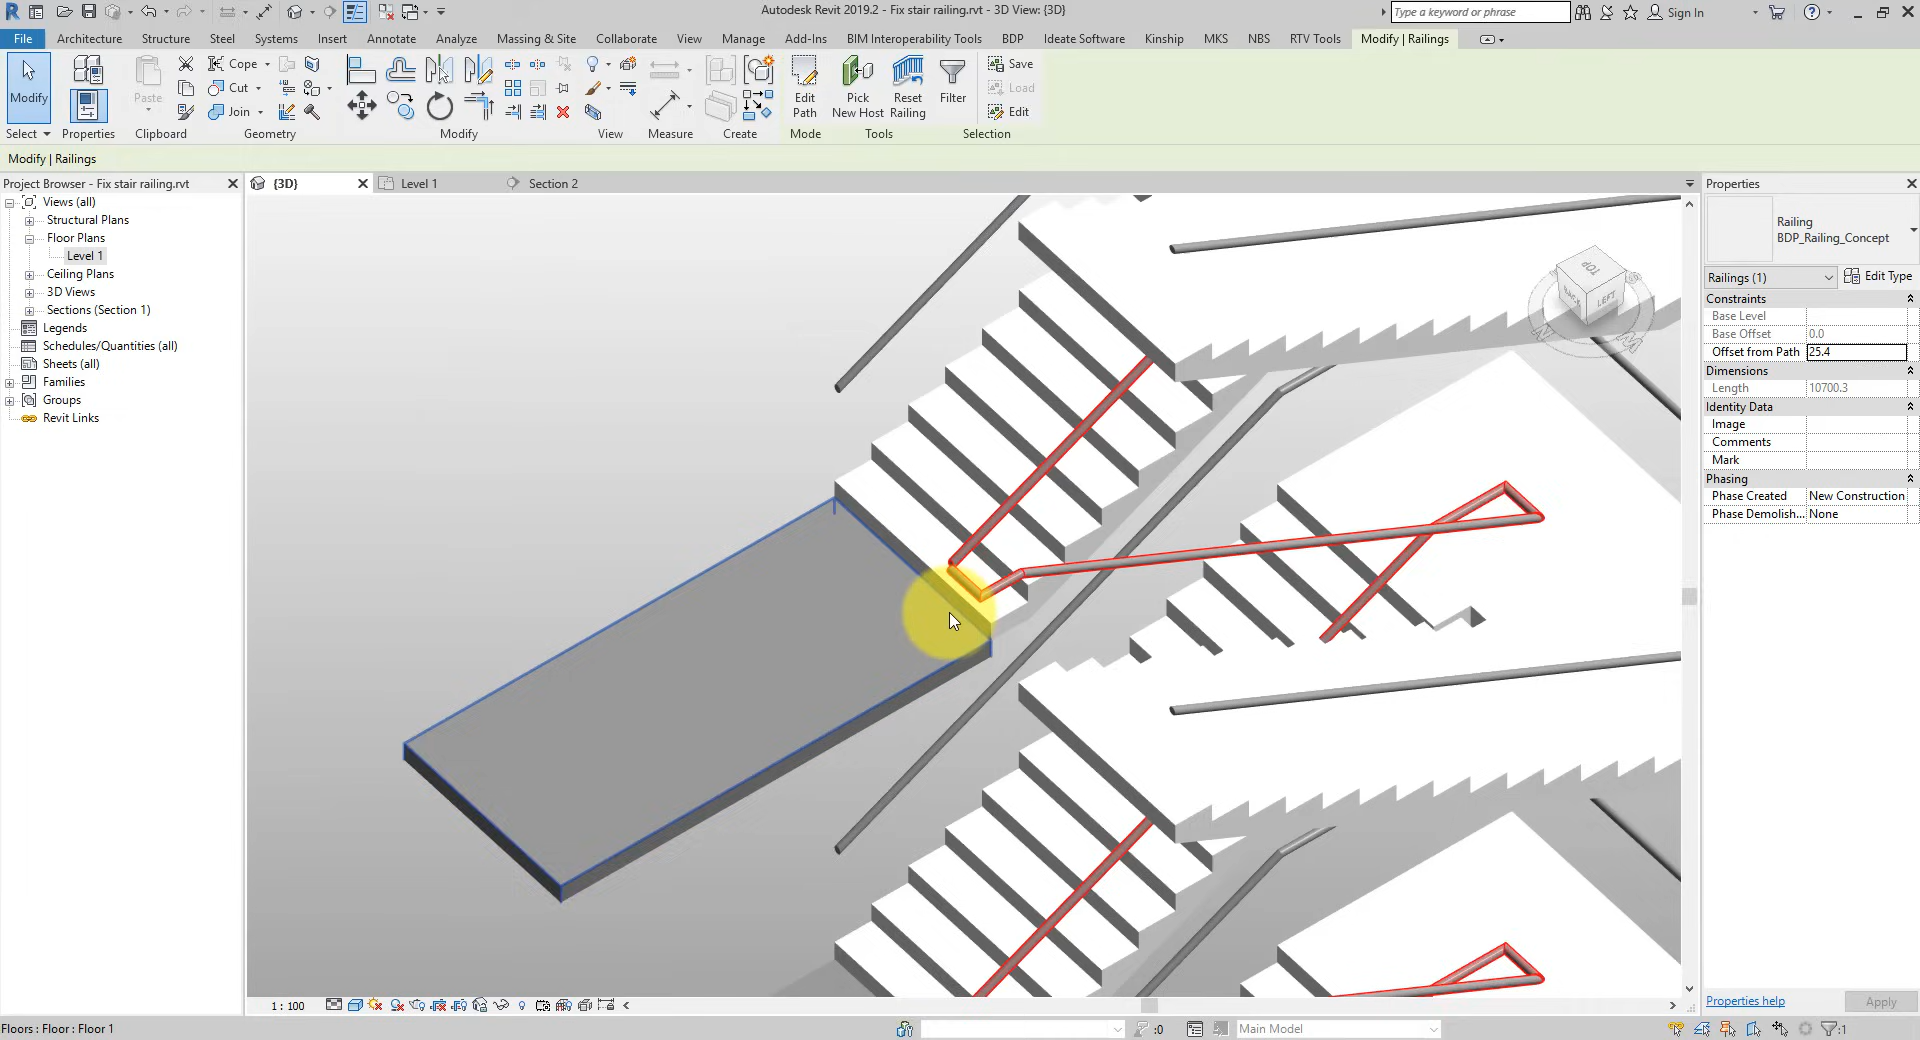 Autodesk Revit 2019.2 - Fix stair railing.rvt - 3D View: {3D}
Type a keyword or phrase
Sign In
File Architecture Structure Steel Systems Insert Annotate Analyze Massing & Site Collaborate View Manage Add-Ins BIM Interoperability Tools BDP Ideate Software Kinship MKS NBS RTV Tools Modify | Railings
Modify
Paste
Cope
Cut
Join
Edit
Path
Pick
New Host
Reset
Railing
Filter
Save
Load
Edit
Select Properties Clipboard Geometry Modify View Measure Create Mode Tools Selection
Modify | Railings
Project Browser - Fix stair railing.rvt
Views (all)
Structural Plans
Floor Plans
Level 1
Ceiling Plans
3D Views
Sections (Section 1)
Legends
Schedules/Quantities (all)
Sheets (all)
Families
Groups
Revit Links
{3D}
Level 1
Section 2
TOP
BACK
LEFT
Properties
Railing
BDP_Railing_Concept
Railings (1)
Edit Type
Constraints
Base Level
Base Offset 0.0
Offset from Path 25.4
Dimensions
Length 10700.3
Identity Data
Image
Comments
Mark
Phasing
Phase Created New Construction
Phase Demolish... None
Properties help
Apply
1 : 100
Floors : Floor : Floor 1
:0
Main Model
:1